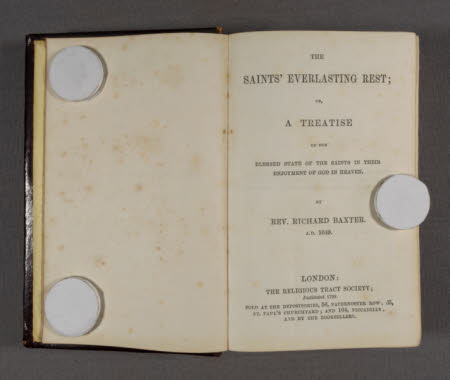 THE
SAINTS' EVERLASTING REST;
OR,
A TREATISE
OF THE
BLESSED STATE OF THE SAINTS IN THEIR
ENJOYMENT OF GOD IN HEAVEN.
BY
REV. RICHARD BAXTER.
A.D. 1649.
LONDON:
THE RELIGIOUS TRACT SOCIETY;
Instituted 1799.
SOLD AT THE DEPOSITORIES, 56, PATERNOSTER ROW; 65,
ST. PAUL'S CHURCHYARD; AND 164, PICCADILLY,
AND BY THE BOOKSELLERS.